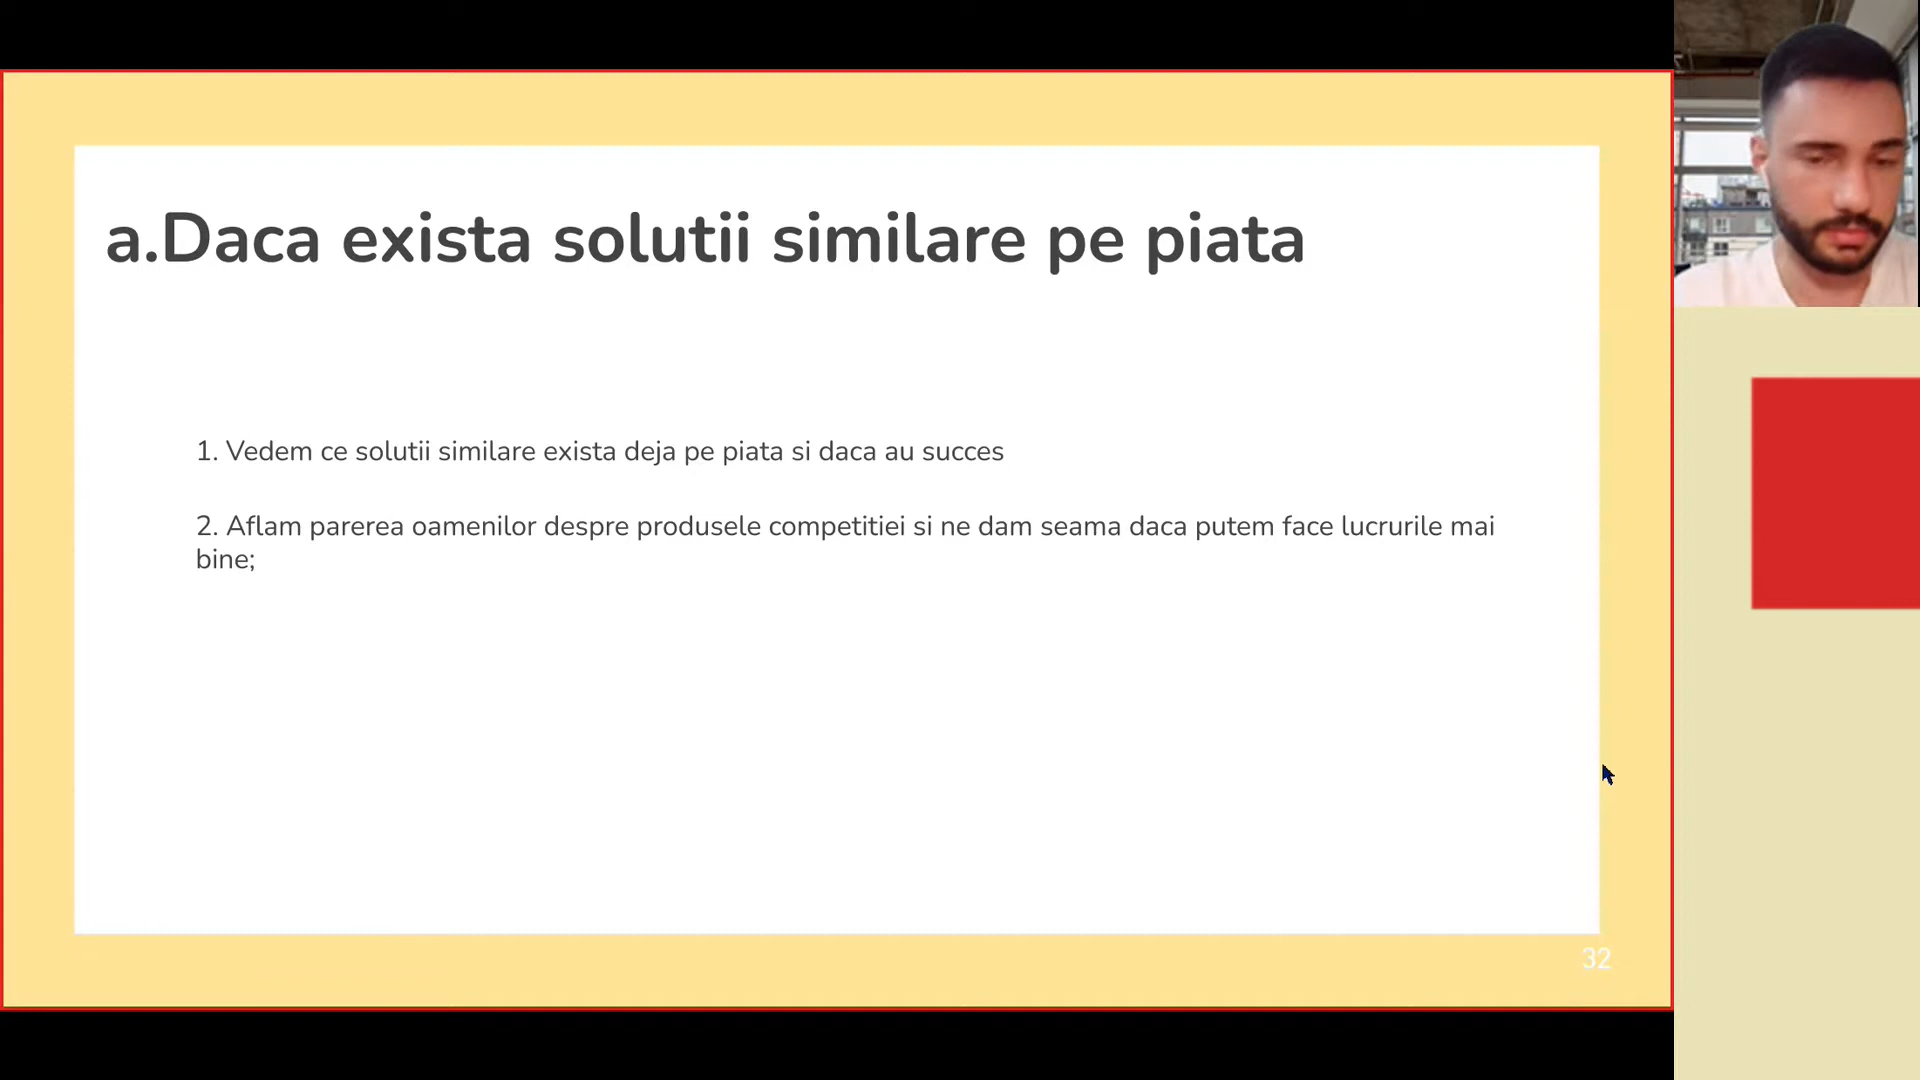 a.Daca exista solutii similare pe piata
1. Vedem ce solutii similare exista deja pe piata si daca au succes
2. Aflam parerea oamenilor despre produsele competitiei si ne dam seama daca putem face lucrurile mai
bine;
32